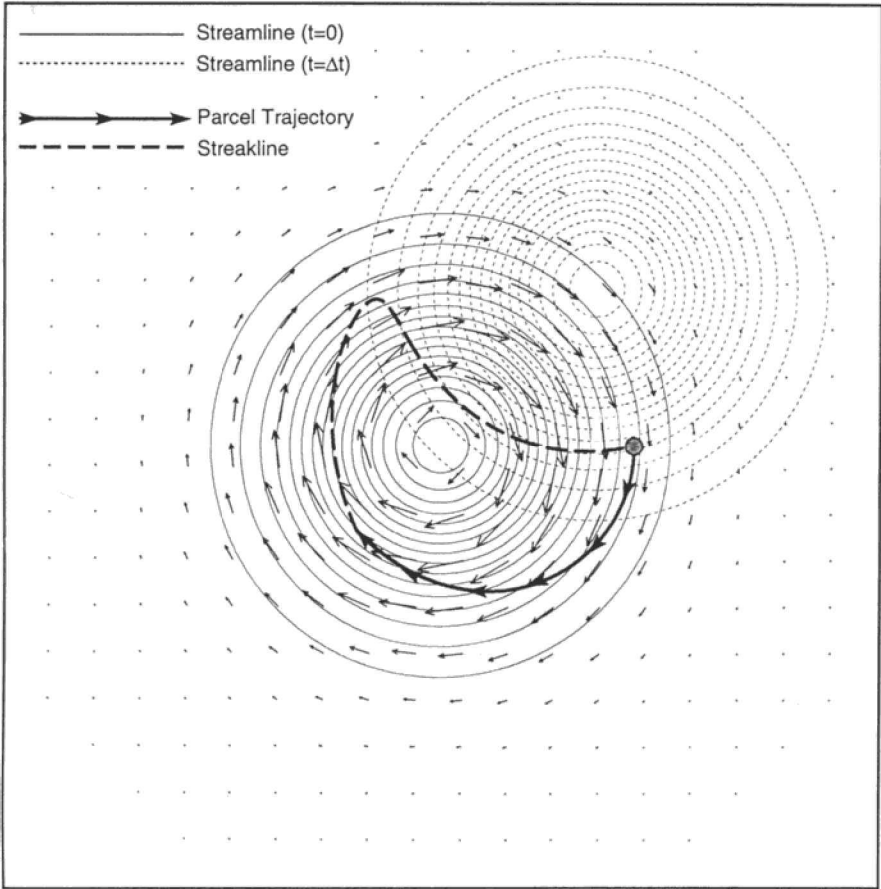 Streamline (t=0)
Streamline (t=Δt)
Parcel Trajectory
Streakline